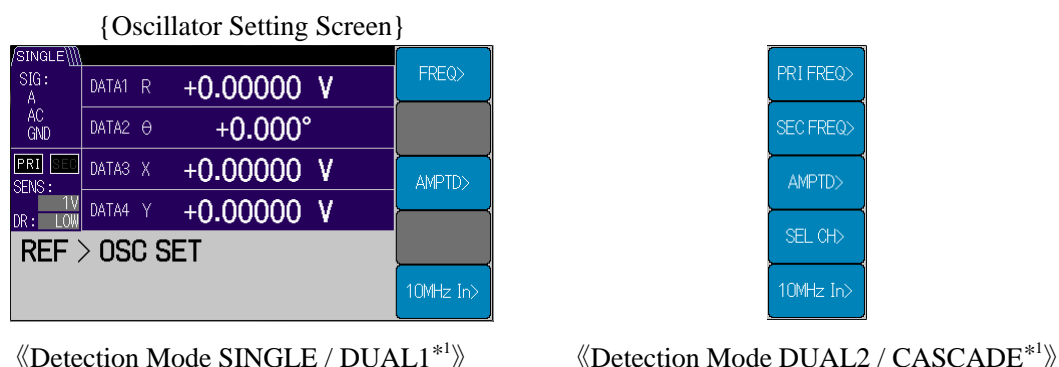 {Oscillator Setting Screen}
SINGLE
SIG:
A
AC
GND
PRI SEC
SENS:
1V
DR: LOW
DATA1 R +0.00000 V
DATA2 θ +0.000°
DATA3 X +0.00000 V
DATA4 Y +0.00000 V
REF > OSC SET
FREQ>
AMPTD>
10MHz In>
PRI FREQ>
SEC FREQ>
AMPTD>
SEL CH>
10MHz In>
《Detection Mode SINGLE / DUAL1*1》
《Detection Mode DUAL2 / CASCADE*1》